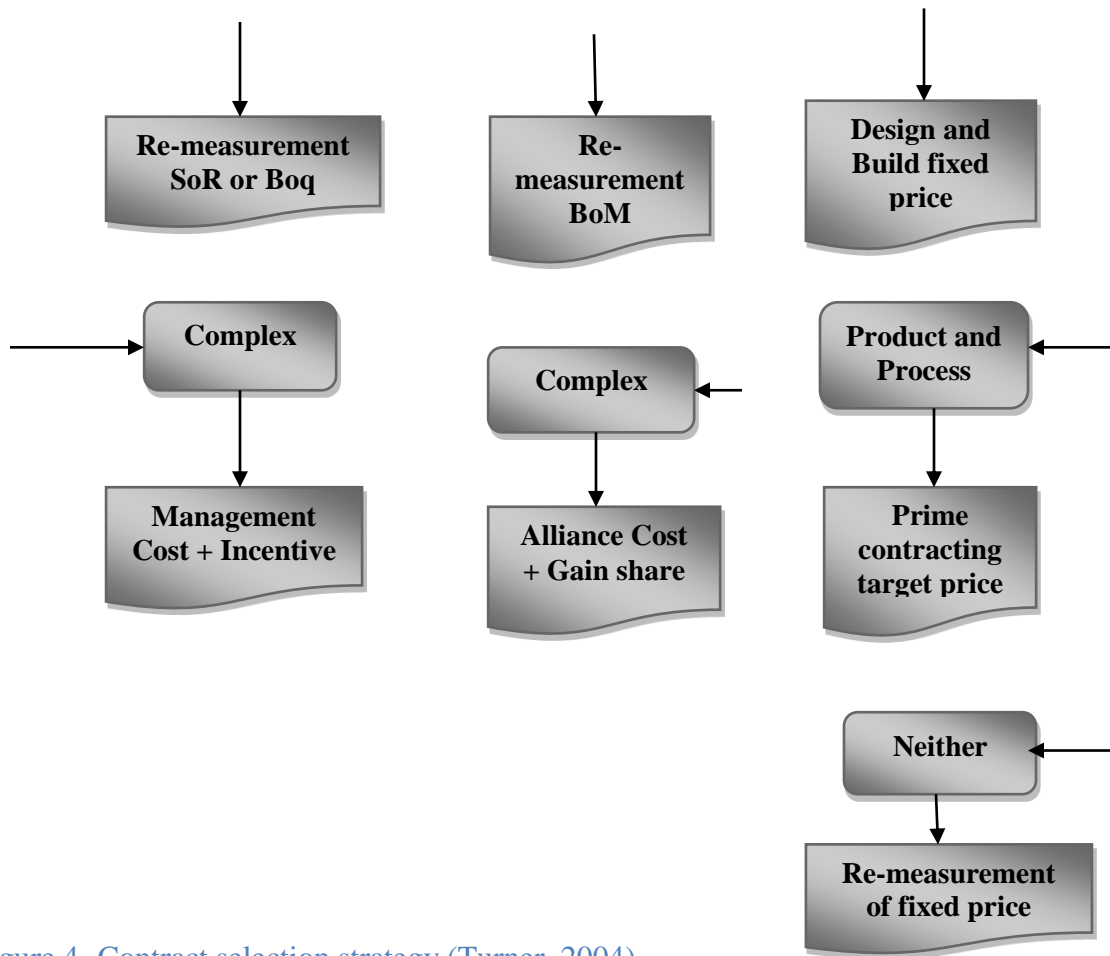 Re-measurement
SoR or Boq
Re-
measurement
BoM
Design and
Build fixed
price
Complex
Complex
Product and
Process
Management
Cost + Incentive
Alliance Cost
+ Gain share
Prime
contracting
target price
Neither
Re-measurement
of fixed price
gure 4 Contract selection strategy (Turner, 2004)